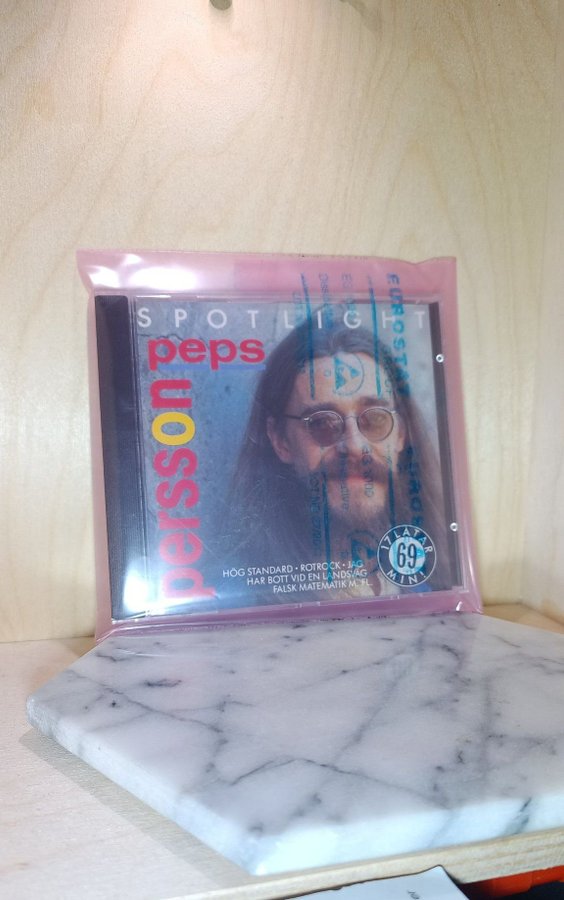 SPOTLIGHT
peps
persson
HÖG STANDARD • ROTROCK • JAG
HAR BOTT VID EN LANDSVÄG
FALSK MATEMATIK M. FL.
17 LÅTAR
69
MIN!
EUROSTAT